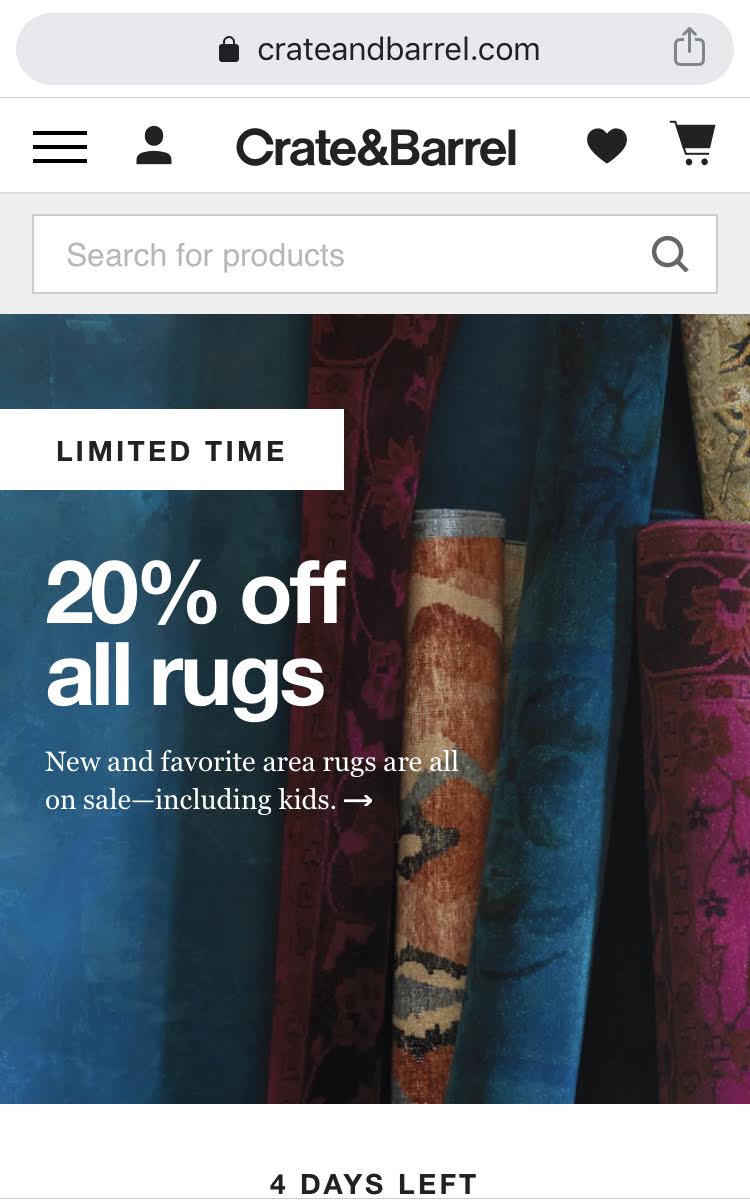 crateandbarrel.com
Crate&Barrel
Search for products
LIMITED TIME
20% off
all rugs
New and favorite area rugs are all
on sale—including kids. →
4 DAYS LEFT